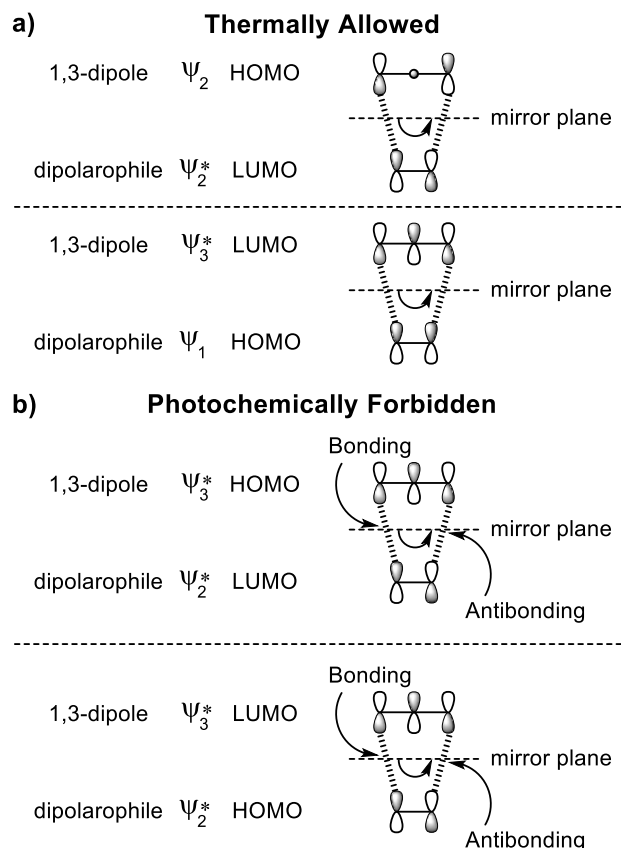 a) Thermally Allowed
1,3-dipole Ψ2 HOMO
mirror plane
dipolarophile Ψ2* LUMO
1,3-dipole Ψ3* LUMO
mirror plane
dipolarophile Ψ1 HOMO
b) Photochemically Forbidden
Bonding
1,3-dipole Ψ3* HOMO
mirror plane
dipolarophile Ψ2* LUMO
Antibonding
Bonding
1,3-dipole Ψ3* LUMO
mirror plane
dipolarophile Ψ2* HOMO
Antibonding